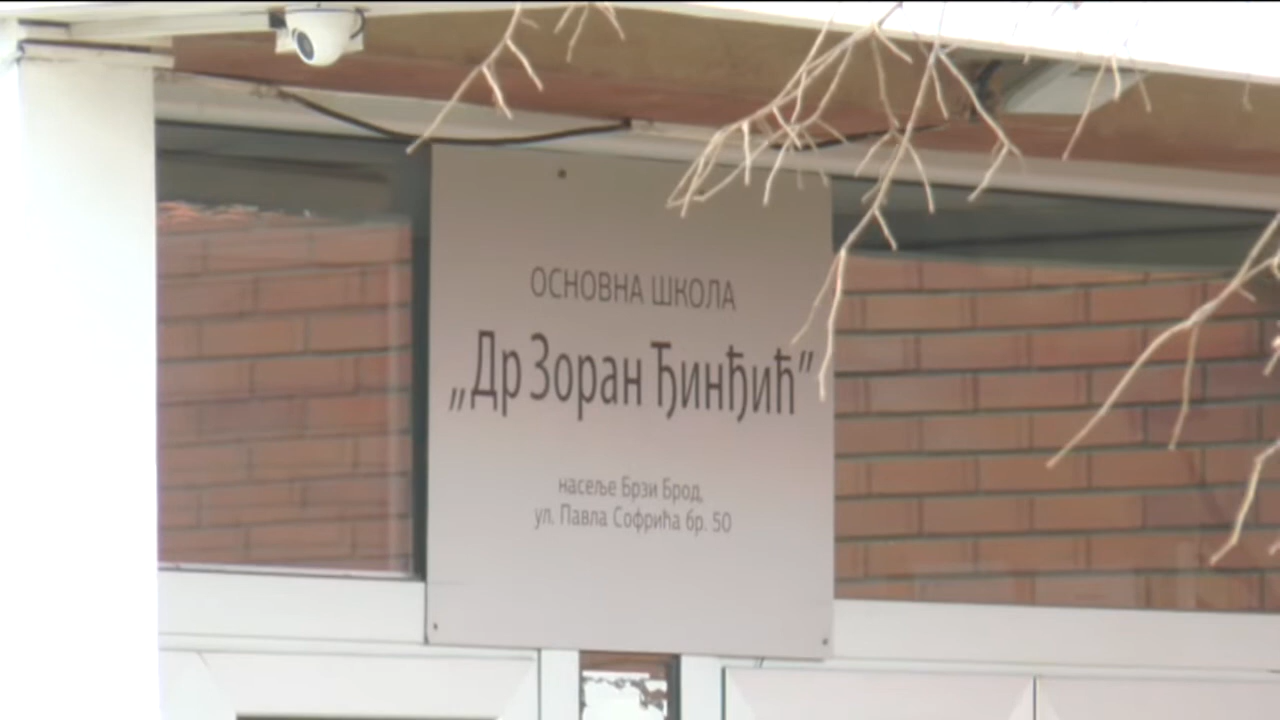 ОСНОВНА ШКОЛА
„Др Зоран Ђинђић”
насеље Брзи Брод,
ул. Павла Софрића бр. 50